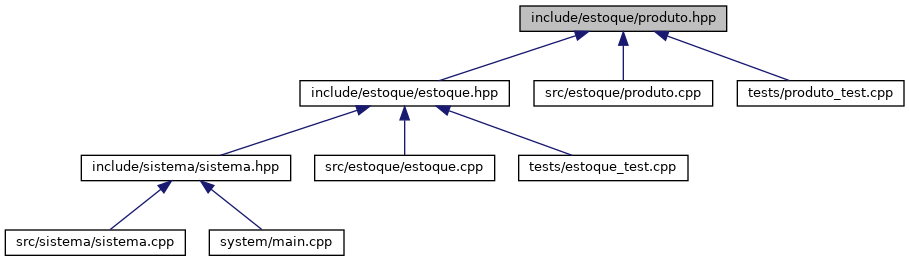 include/estoque/produto.hpp
include/estoque/estoque.hpp
src/estoque/produto.cpp
tests/produto_test.cpp
include/sistema/sistema.hpp
src/estoque/estoque.cpp
tests/estoque_test.cpp
src/sistema/sistema.cpp
system/main.cpp